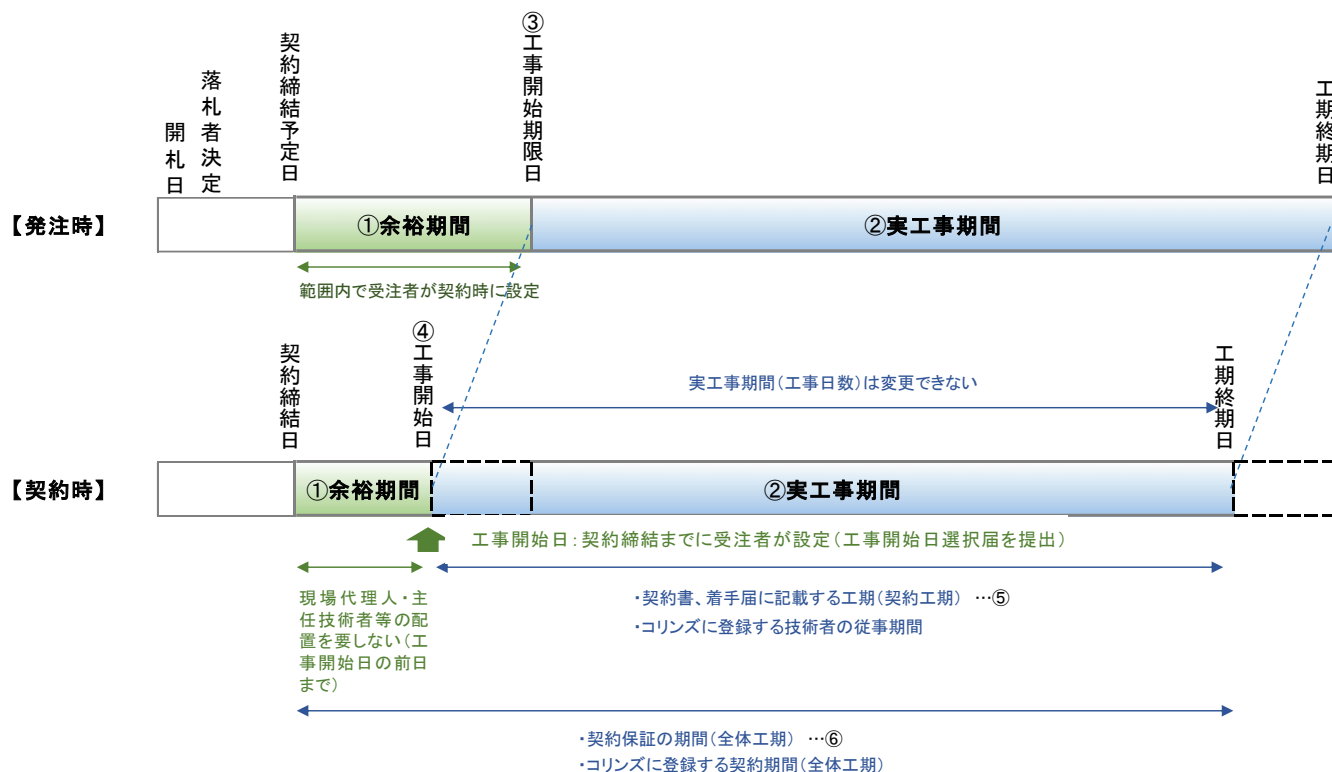 開札日
落札者決定
契約締結予定日
③工事開始期限日
工期終期日
【発注時】
①余裕期間
②実工事期間
範囲内で受注者が契約時に設定
契約締結日
④工事開始日
実工事期間(工事日数)は変更できない
工期終期日
【契約時】
①余裕期間
②実工事期間
工事開始日:契約締結までに受注者が設定(工事開始日選択届を提出)
現場代理人・主
任技術者等の配
置を要しない(工
事開始日の前日
まで)
・契約書、着手届に記載する工期(契約工期) …⑤
・コリンズに登録する技術者の従事期間
・契約保証の期間(全体工期) …⑥
・コリンズに登録する契約期間(全体工期)